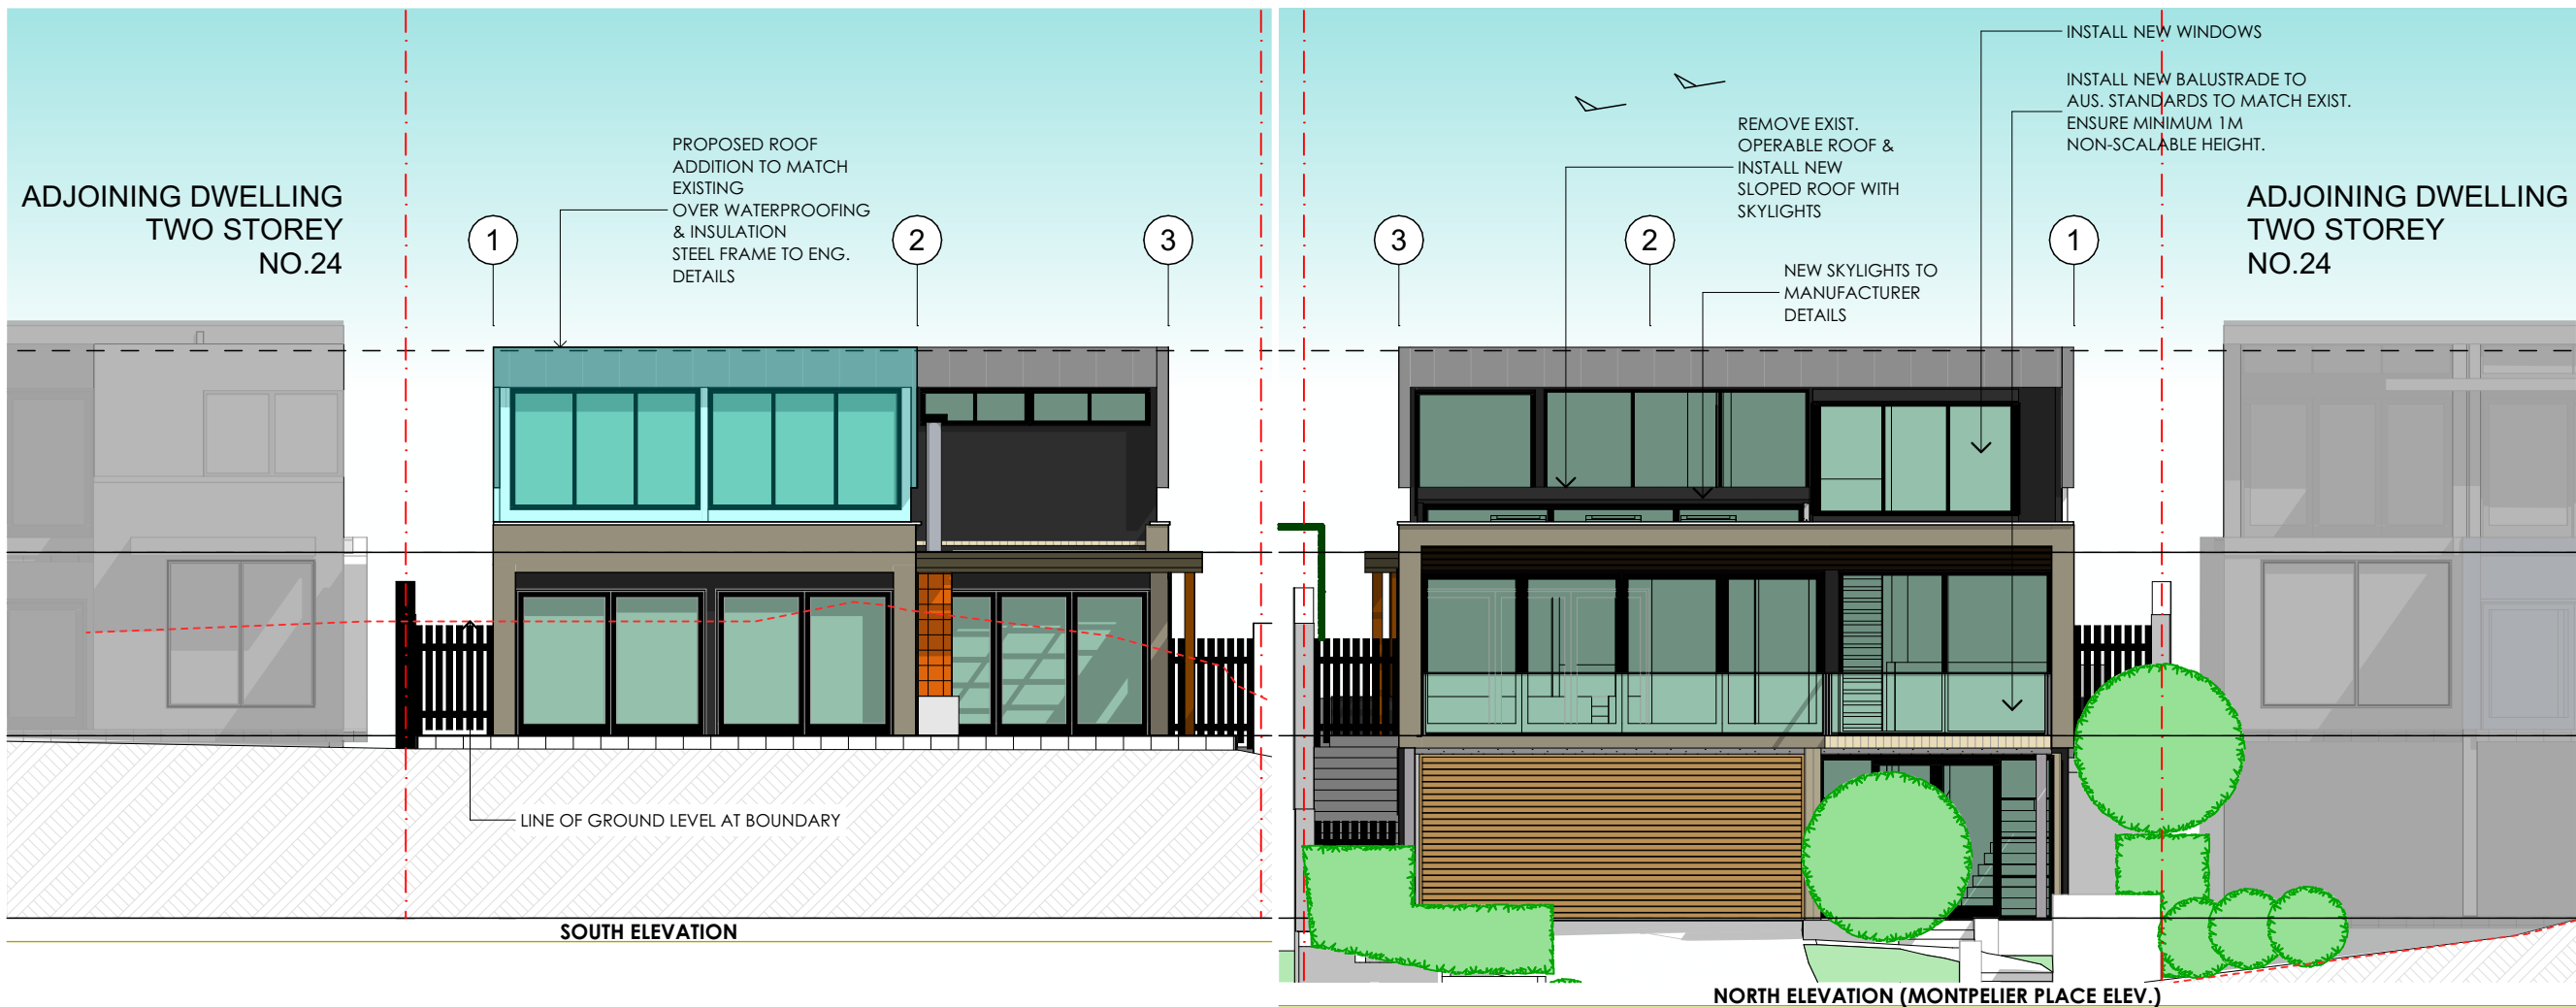 ADJOINING DWELLING
TWO STOREY
NO.24
PROPOSED ROOF
ADDITION TO MATCH
EXISTING
OVER WATERPROOFING
& INSULATION
STEEL FRAME TO ENG.
DETAILS
1
2
3
LINE OF GROUND LEVEL AT BOUNDARY
SOUTH ELEVATION
INSTALL NEW WINDOWS
INSTALL NEW BALUSTRADE TO
AUS. STANDARDS TO MATCH EXIST.
ENSURE MINIMUM 1M
NON-SCALABLE HEIGHT.
REMOVE EXIST.
OPERABLE ROOF &
INSTALL NEW
SLOPED ROOF WITH
SKYLIGHTS
NEW SKYLIGHTS TO
MANUFACTURER
DETAILS
3
2
1
ADJOINING DWELLING
TWO STOREY
NO.24
NORTH ELEVATION (MONTPELIER PLACE ELEV.)